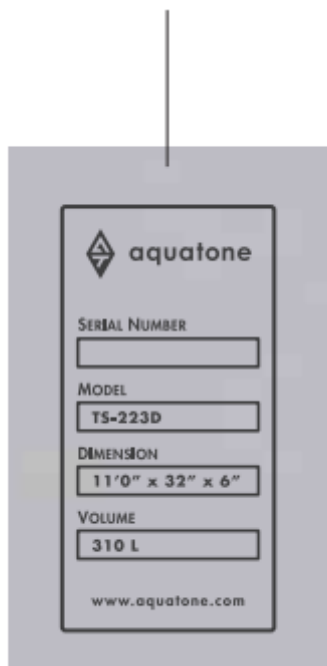 aquatone
SERIAL NUMBER
MODEL
TS-223D
DIMENSION
11'0" x 32" x 6"
VOLUME
310 L
www.aquatone.com